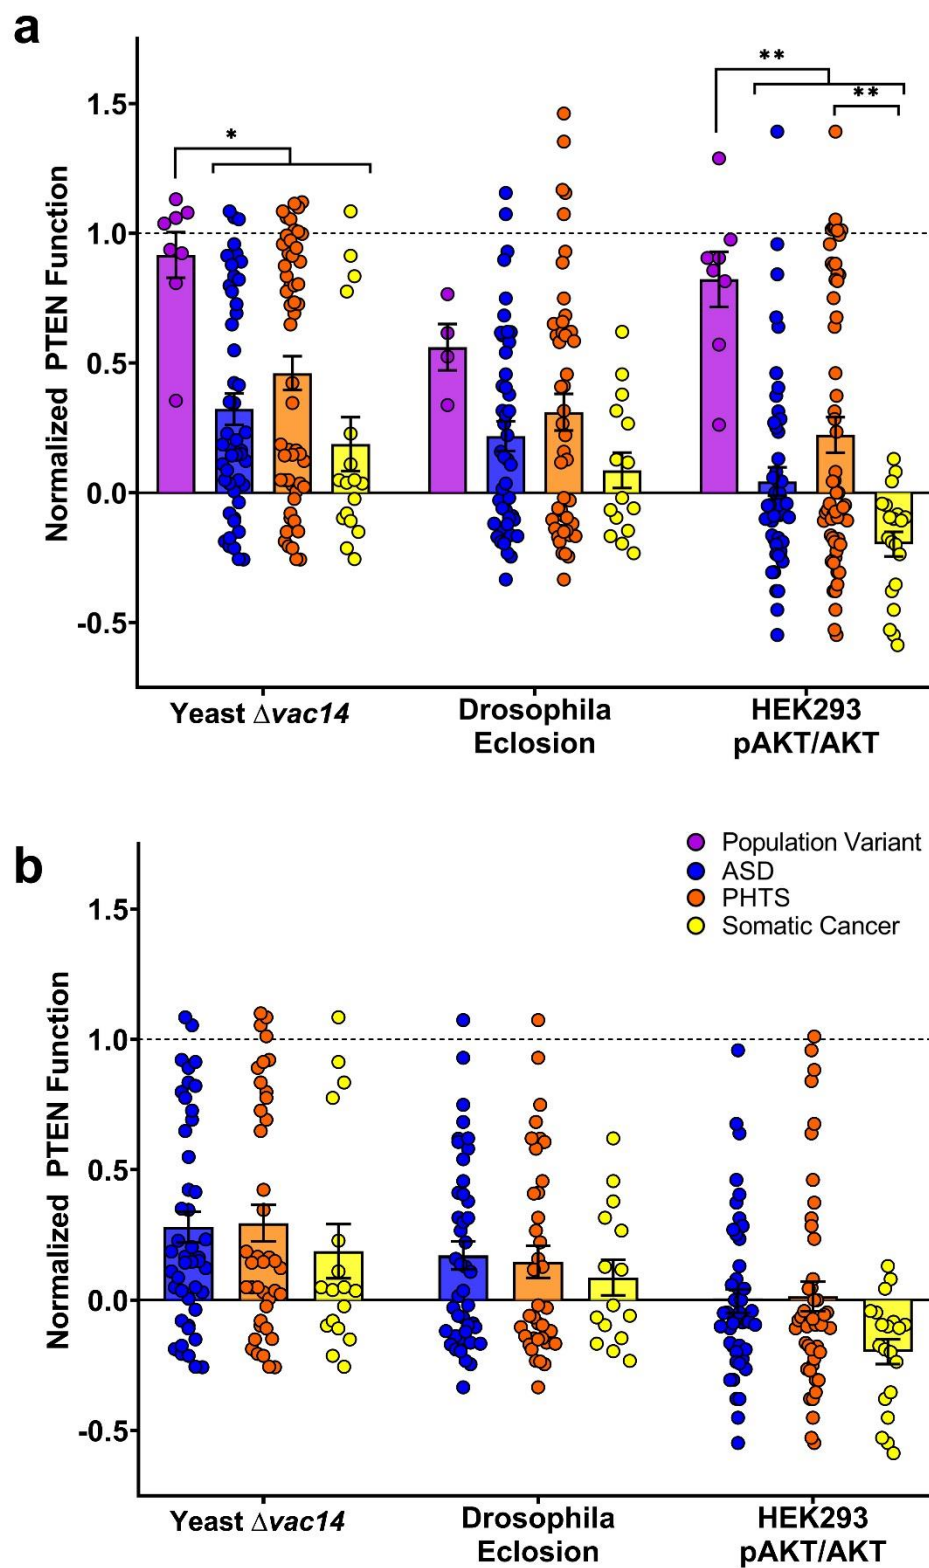 a
Normalized PTEN Function
1.5
1.0
0.5
0.0
-0.5
*
**
**
Yeast Δvac14
Drosophila
Eclosion
HEK293
pAKT/AKT
b
Population Variant
ASD
PHTS
Somatic Cancer
Normalized PTEN Function
1.5
1.0
0.5
0.0
-0.5
Yeast Δvac14
Drosophila
Eclosion
HEK293
pAKT/AKT